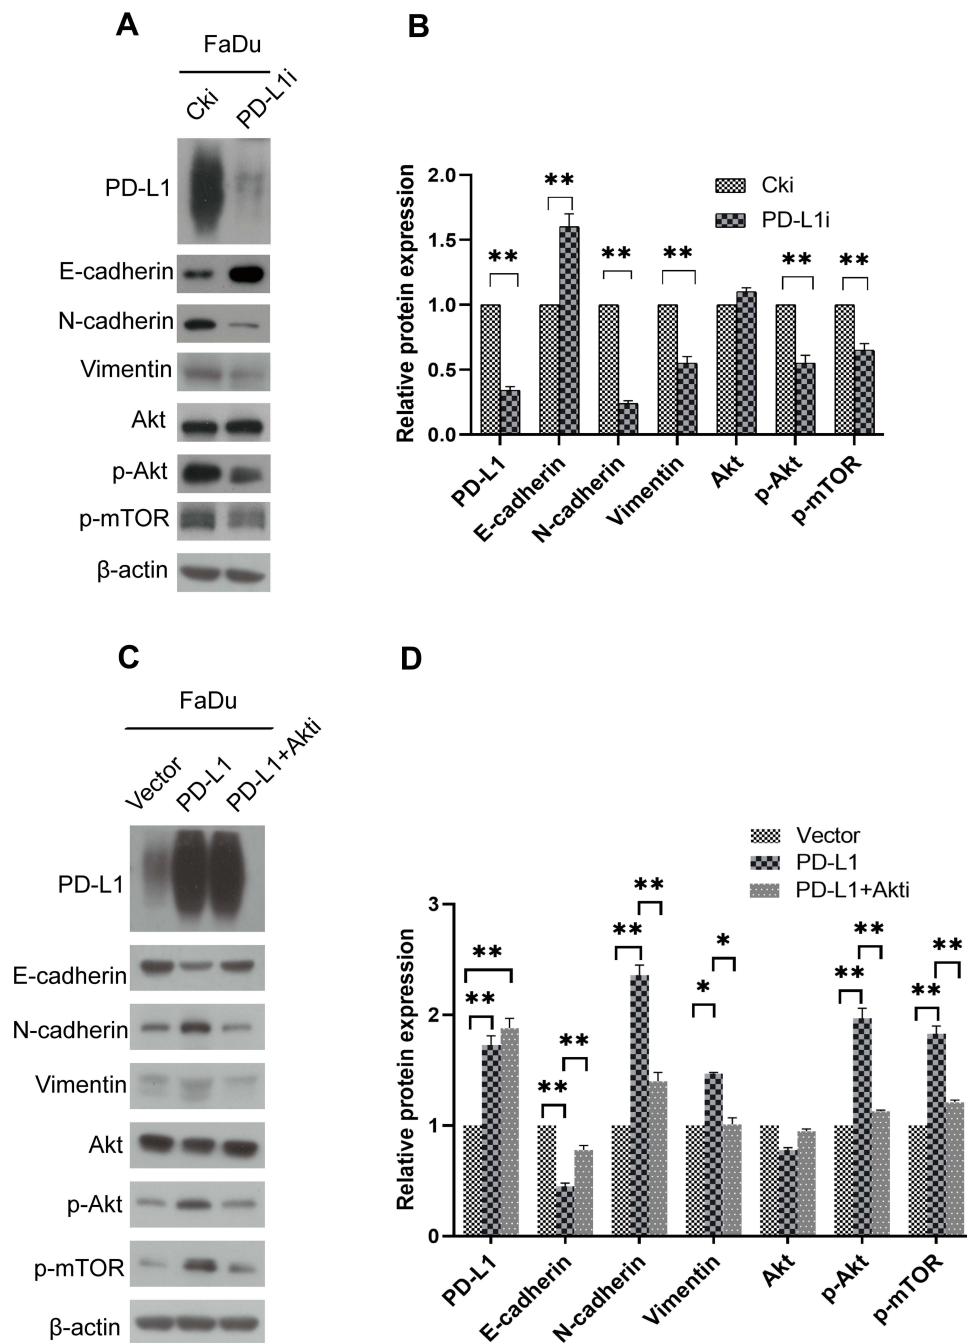 A
FaDu
Cki
PD-L1i
PD-L1
E-cadherin
N-cadherin
Vimentin
Akt
p-Akt
p-mTOR
β-actin
B
Relative protein expression
2.0
1.5
1.0
0.5
0.0
**
**
**
**
**
**
Cki
PD-L1i
PD-L1
E-cadherin
N-cadherin
Vimentin
Akt
p-Akt
p-mTOR
C
FaDu
Vector
PD-L1
PD-L1+Akti
PD-L1
E-cadherin
N-cadherin
Vimentin
Akt
p-Akt
p-mTOR
β-actin
D
Vector
PD-L1
PD-L1+Akti
Relative protein expression
3
2
1
0
**
**
**
**
**
**
*
*
**
**
**
**
PD-L1
E-cadherin
N-cadherin
Vimentin
Akt
p-Akt
p-mTOR